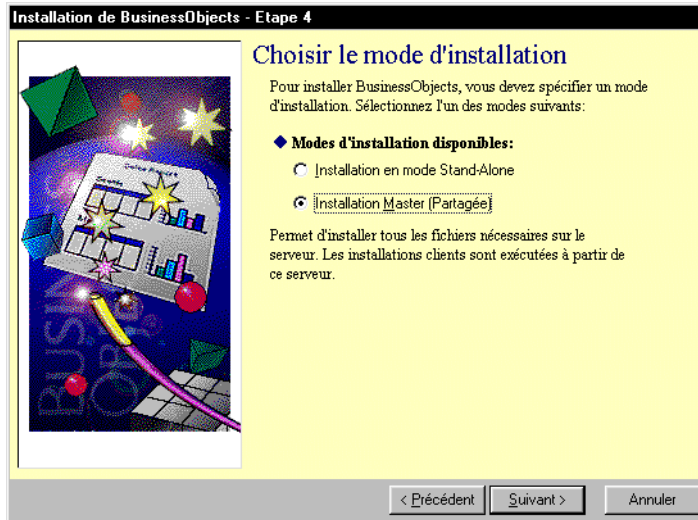 Installation de BusinessObjects - Etape 4
Choisir le mode d'installation
Pour installer BusinessObjects, vous devez spécifier un mode
d'installation. Sélectionnez l'un des modes suivants:
Modes d'installation disponibles:
Installation en mode Stand-Alone
Installation Master (Partagée)
Permet d'installer tous les fichiers nécessaires sur le
serveur. Les installations clients sont exécutées à partir de
ce serveur.
BUSIN
OBJE
< Précédent
Suivant >
Annuler